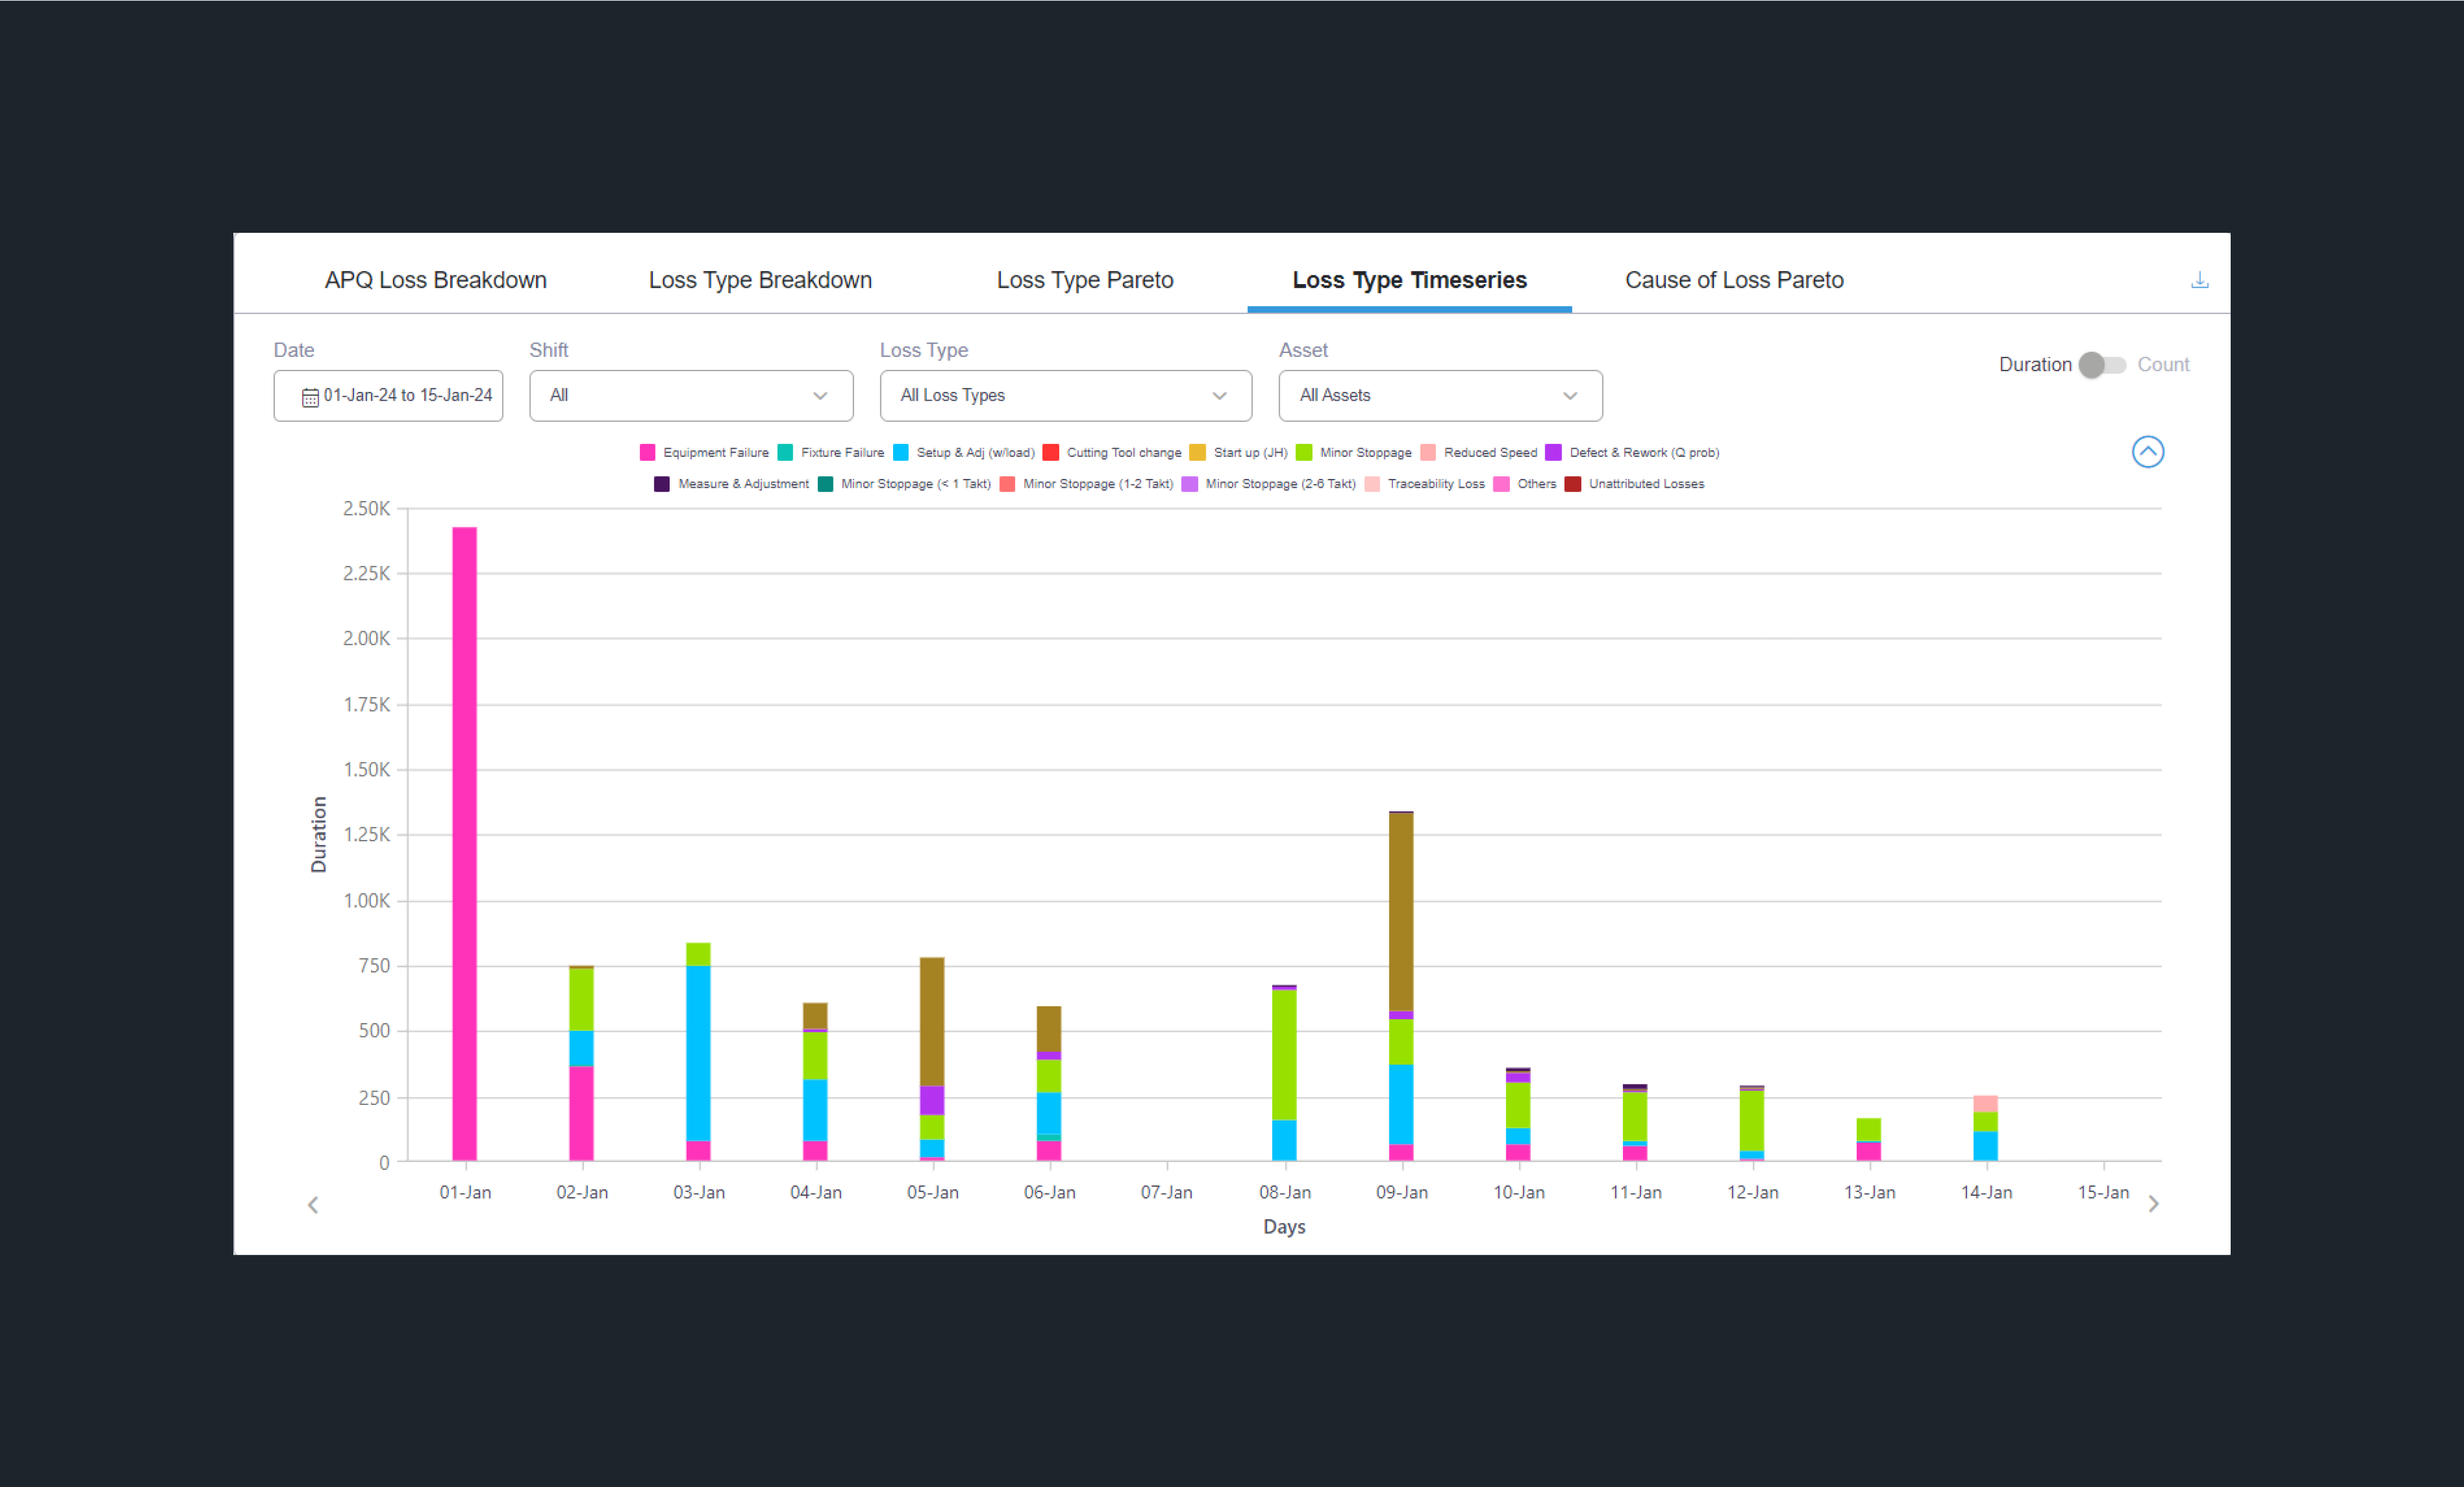 APQ Loss Breakdown Loss Type Breakdown Loss Type Pareto Loss Type Timeseries Cause of Loss Pareto
Date Shift Loss Type Asset
01-Jan-24 to 15-Jan-24 All All Loss Types All Assets Duration Count
Equipment Failure Fixture Failure Setup & Adj (w/load) Cutting Tool change Start up (JH) Minor Stoppage Reduced Speed Defect & Rework (Q prob)
Measure & Adjustment Minor Stoppage (< 1 Takt) Minor Stoppage (1-2 Takt) Minor Stoppage (2-6 Takt) Traceability Loss Others Unattributed Losses
2.50K
2.25K
2.00K
1.75K
1.50K
1.25K
1.00K
750
500
250
0
Duration
01-Jan 02-Jan 03-Jan 04-Jan 05-Jan 06-Jan 07-Jan 08-Jan 09-Jan 10-Jan 11-Jan 12-Jan 13-Jan 14-Jan 15-Jan
Days